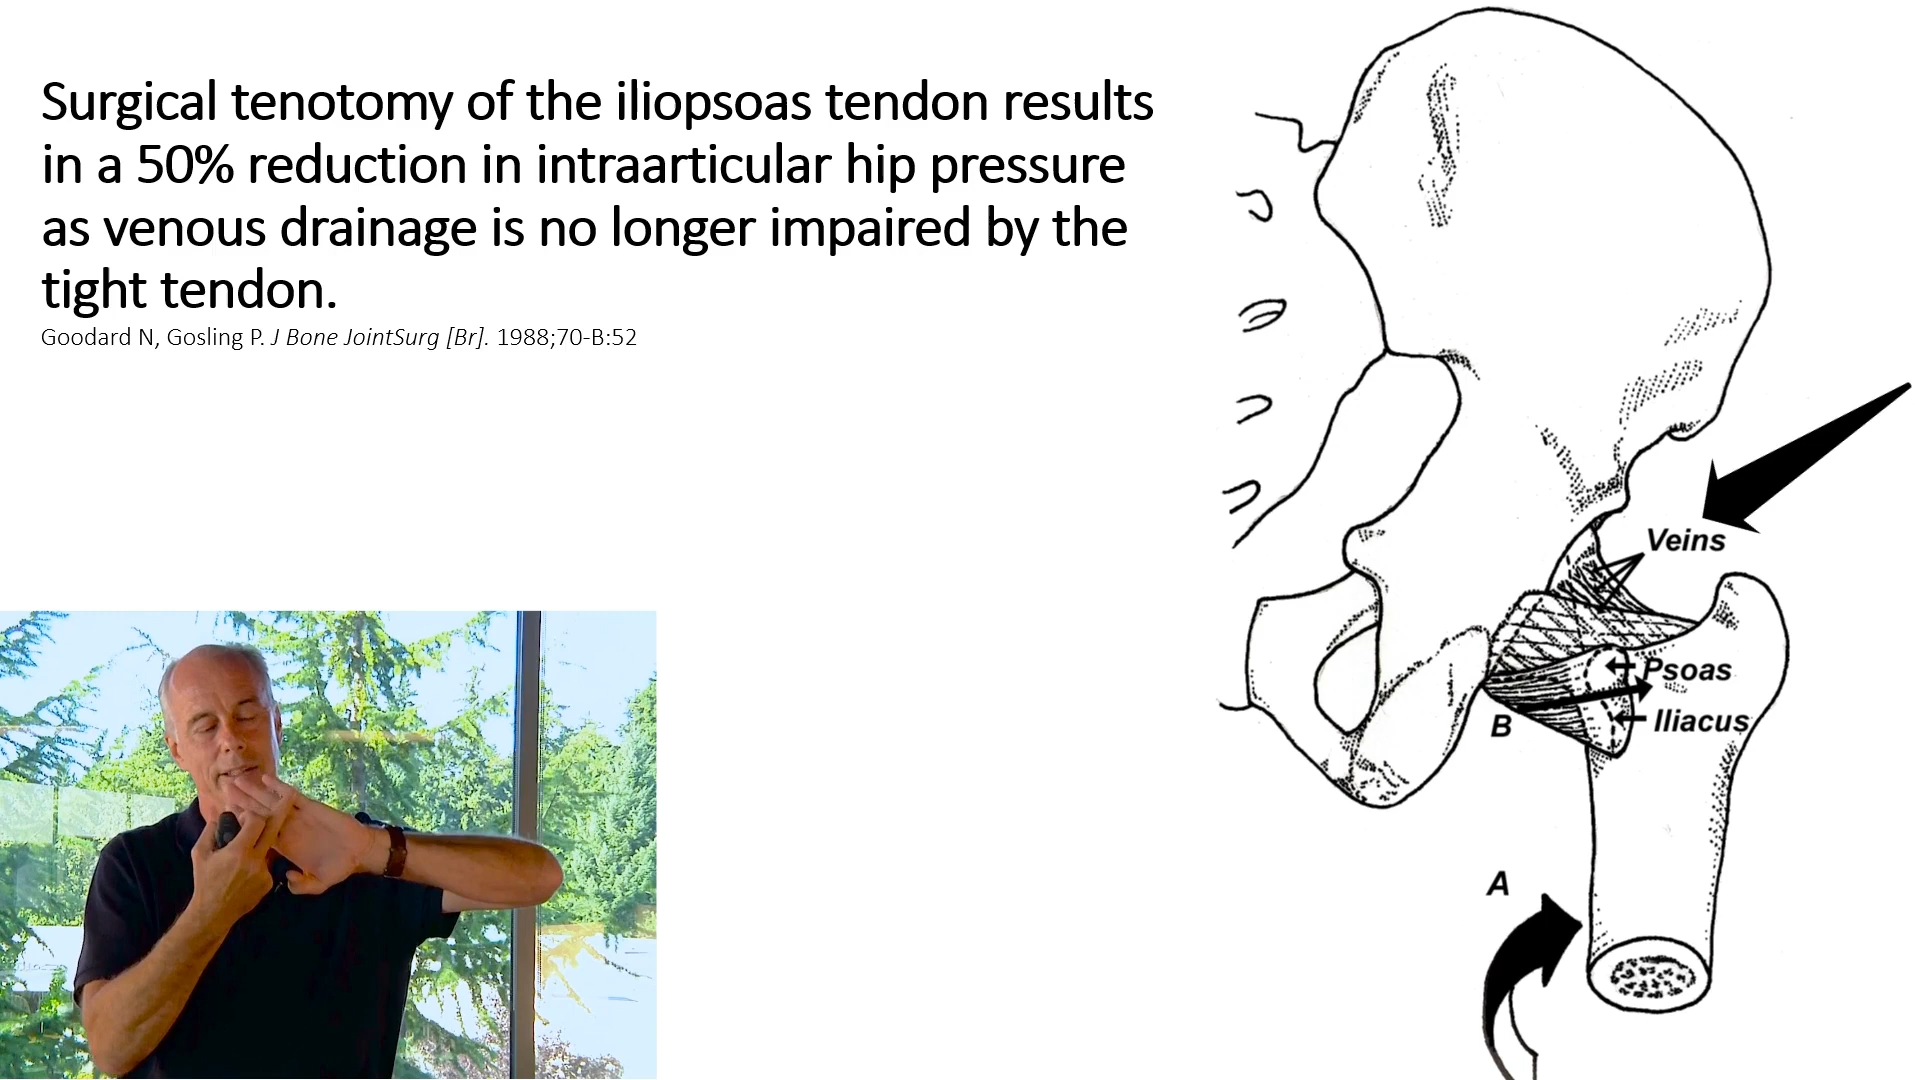 Surgical tenotomy of the iliopsoas tendon results
in a 50% reduction in intraarticular hip pressure
as venous drainage is no longer impaired by the
tight tendon.
Goodard N, Gosling P. J Bone JointSurg [Br]. 1988;70-B:52
Veins
Psoas
B
Iliacus
A